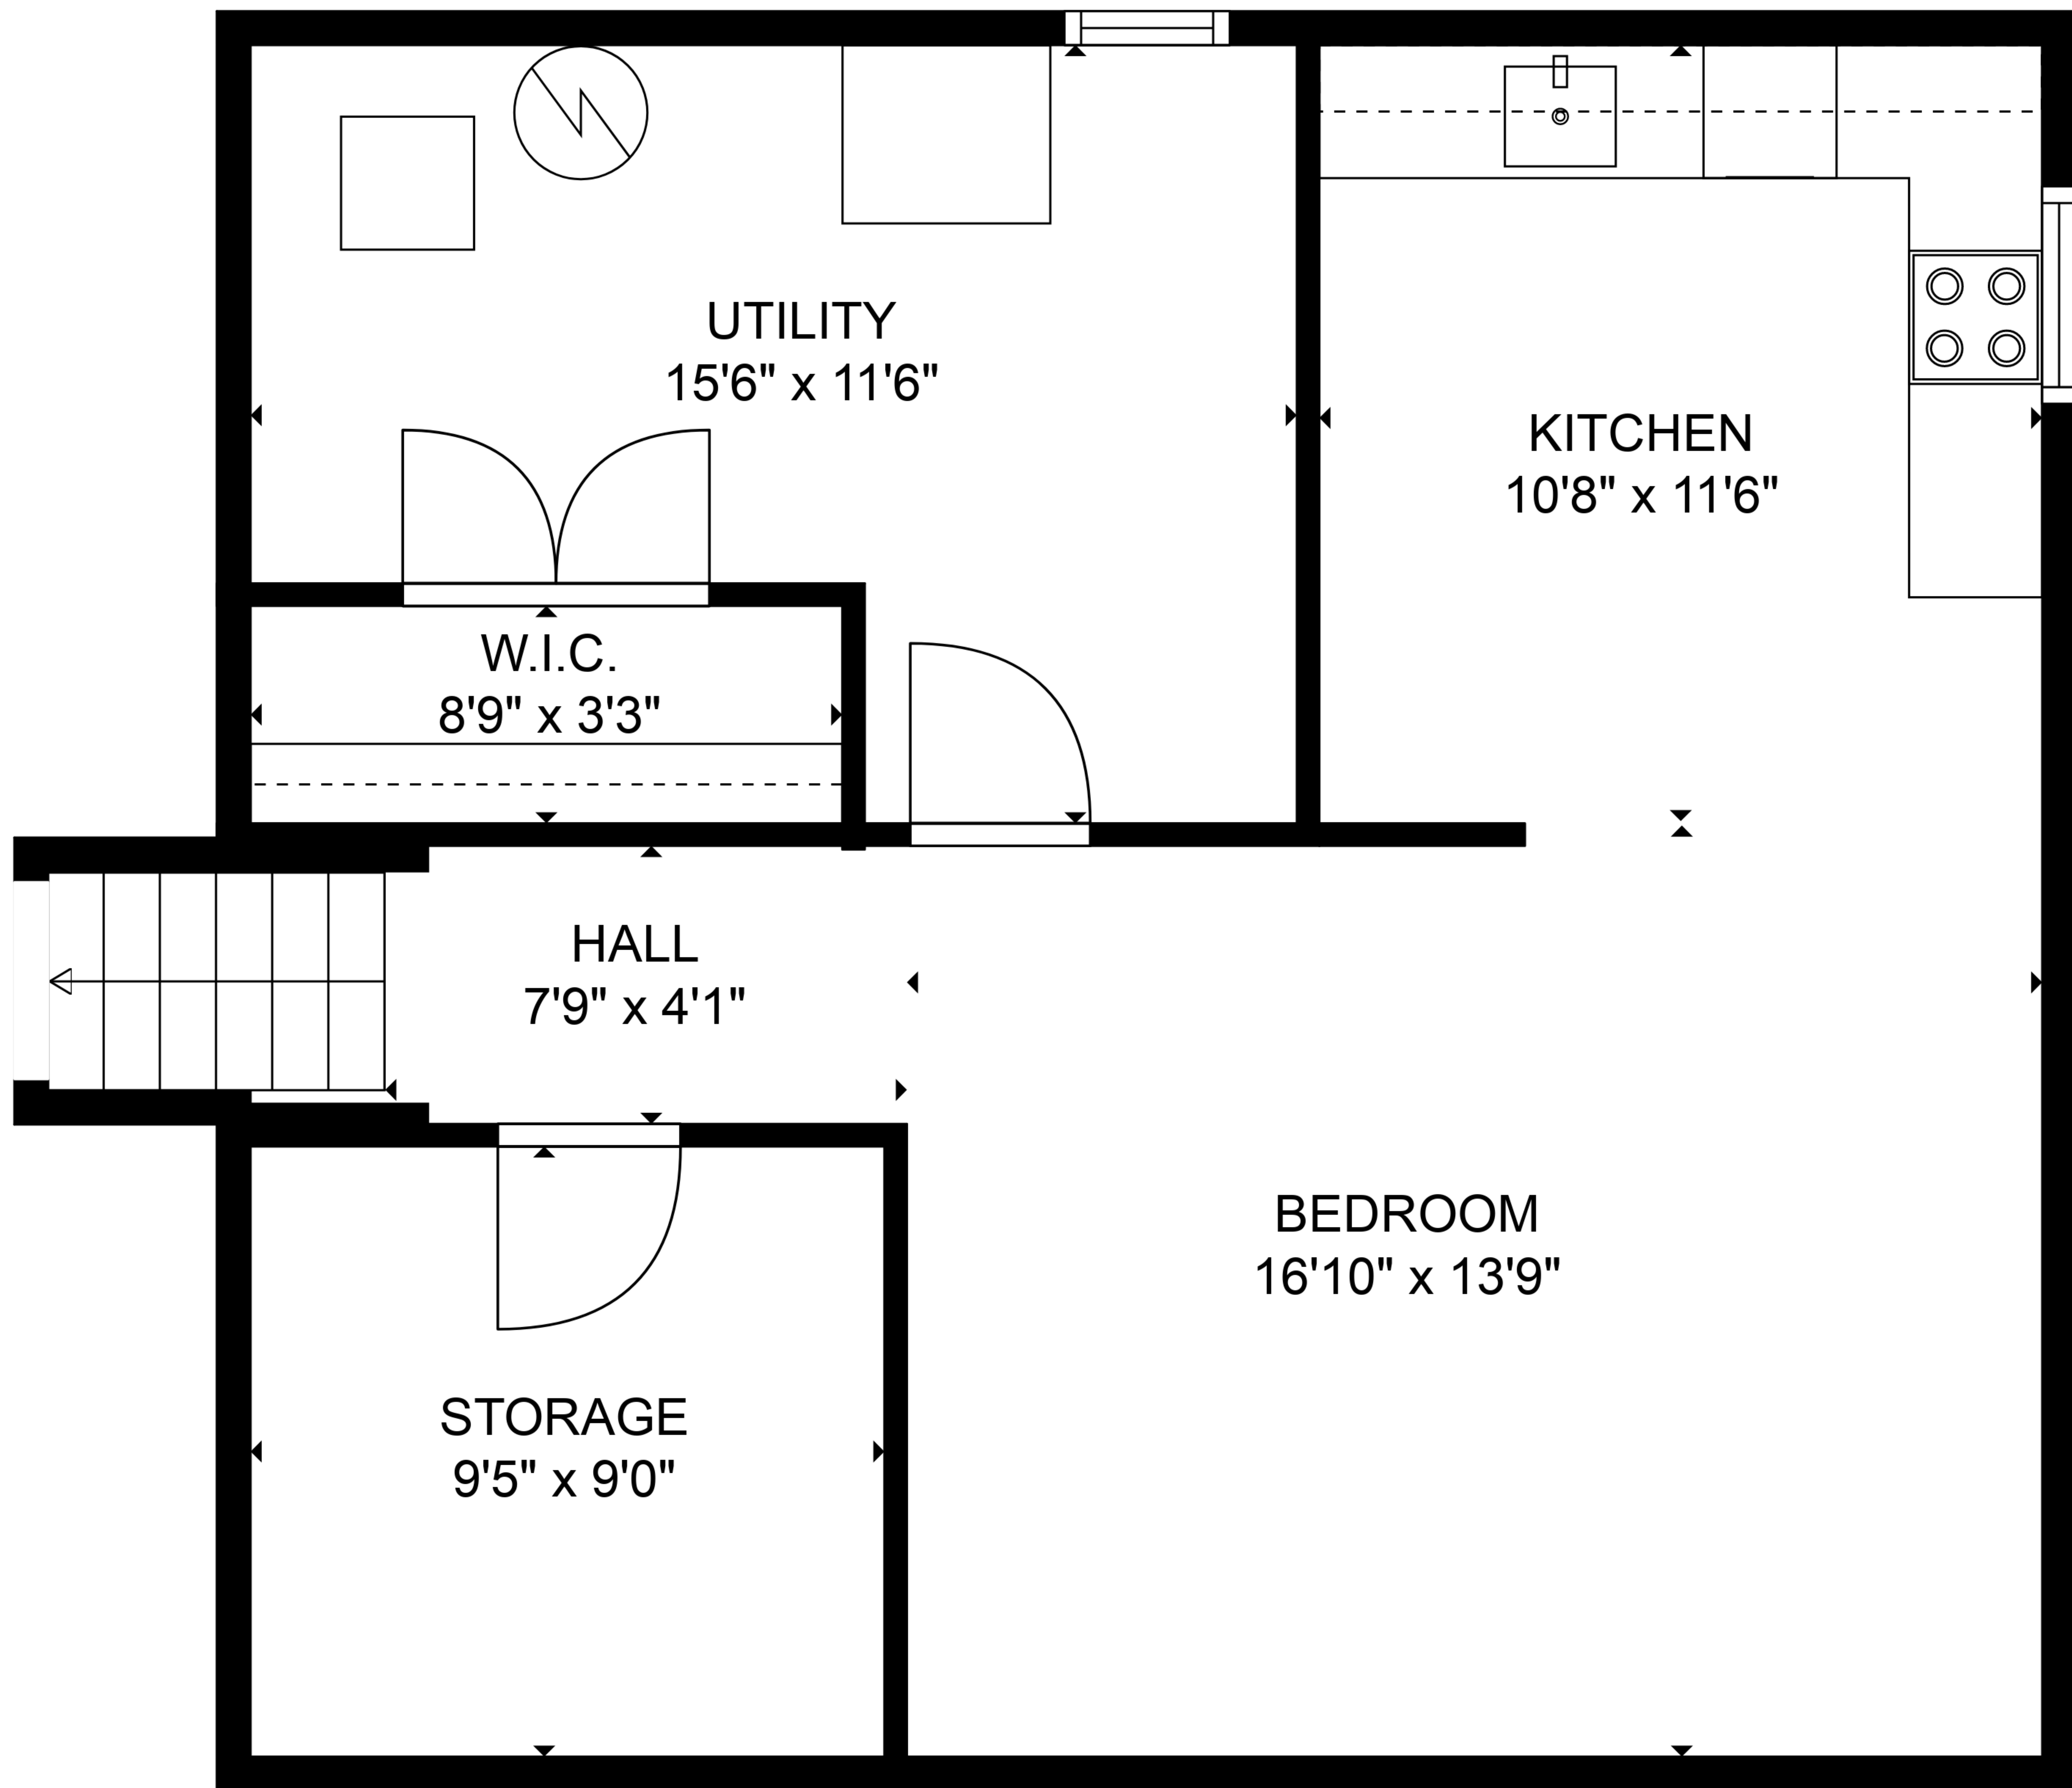 UTILITY
15'6" x 11'6"
KITCHEN
10'8" x 11'6"
W.I.C.
8'9" x 3'3"
HALL
7'9" x 4'1"
BEDROOM
16'10" x 13'9"
STORAGE
9'5" x 9'0"